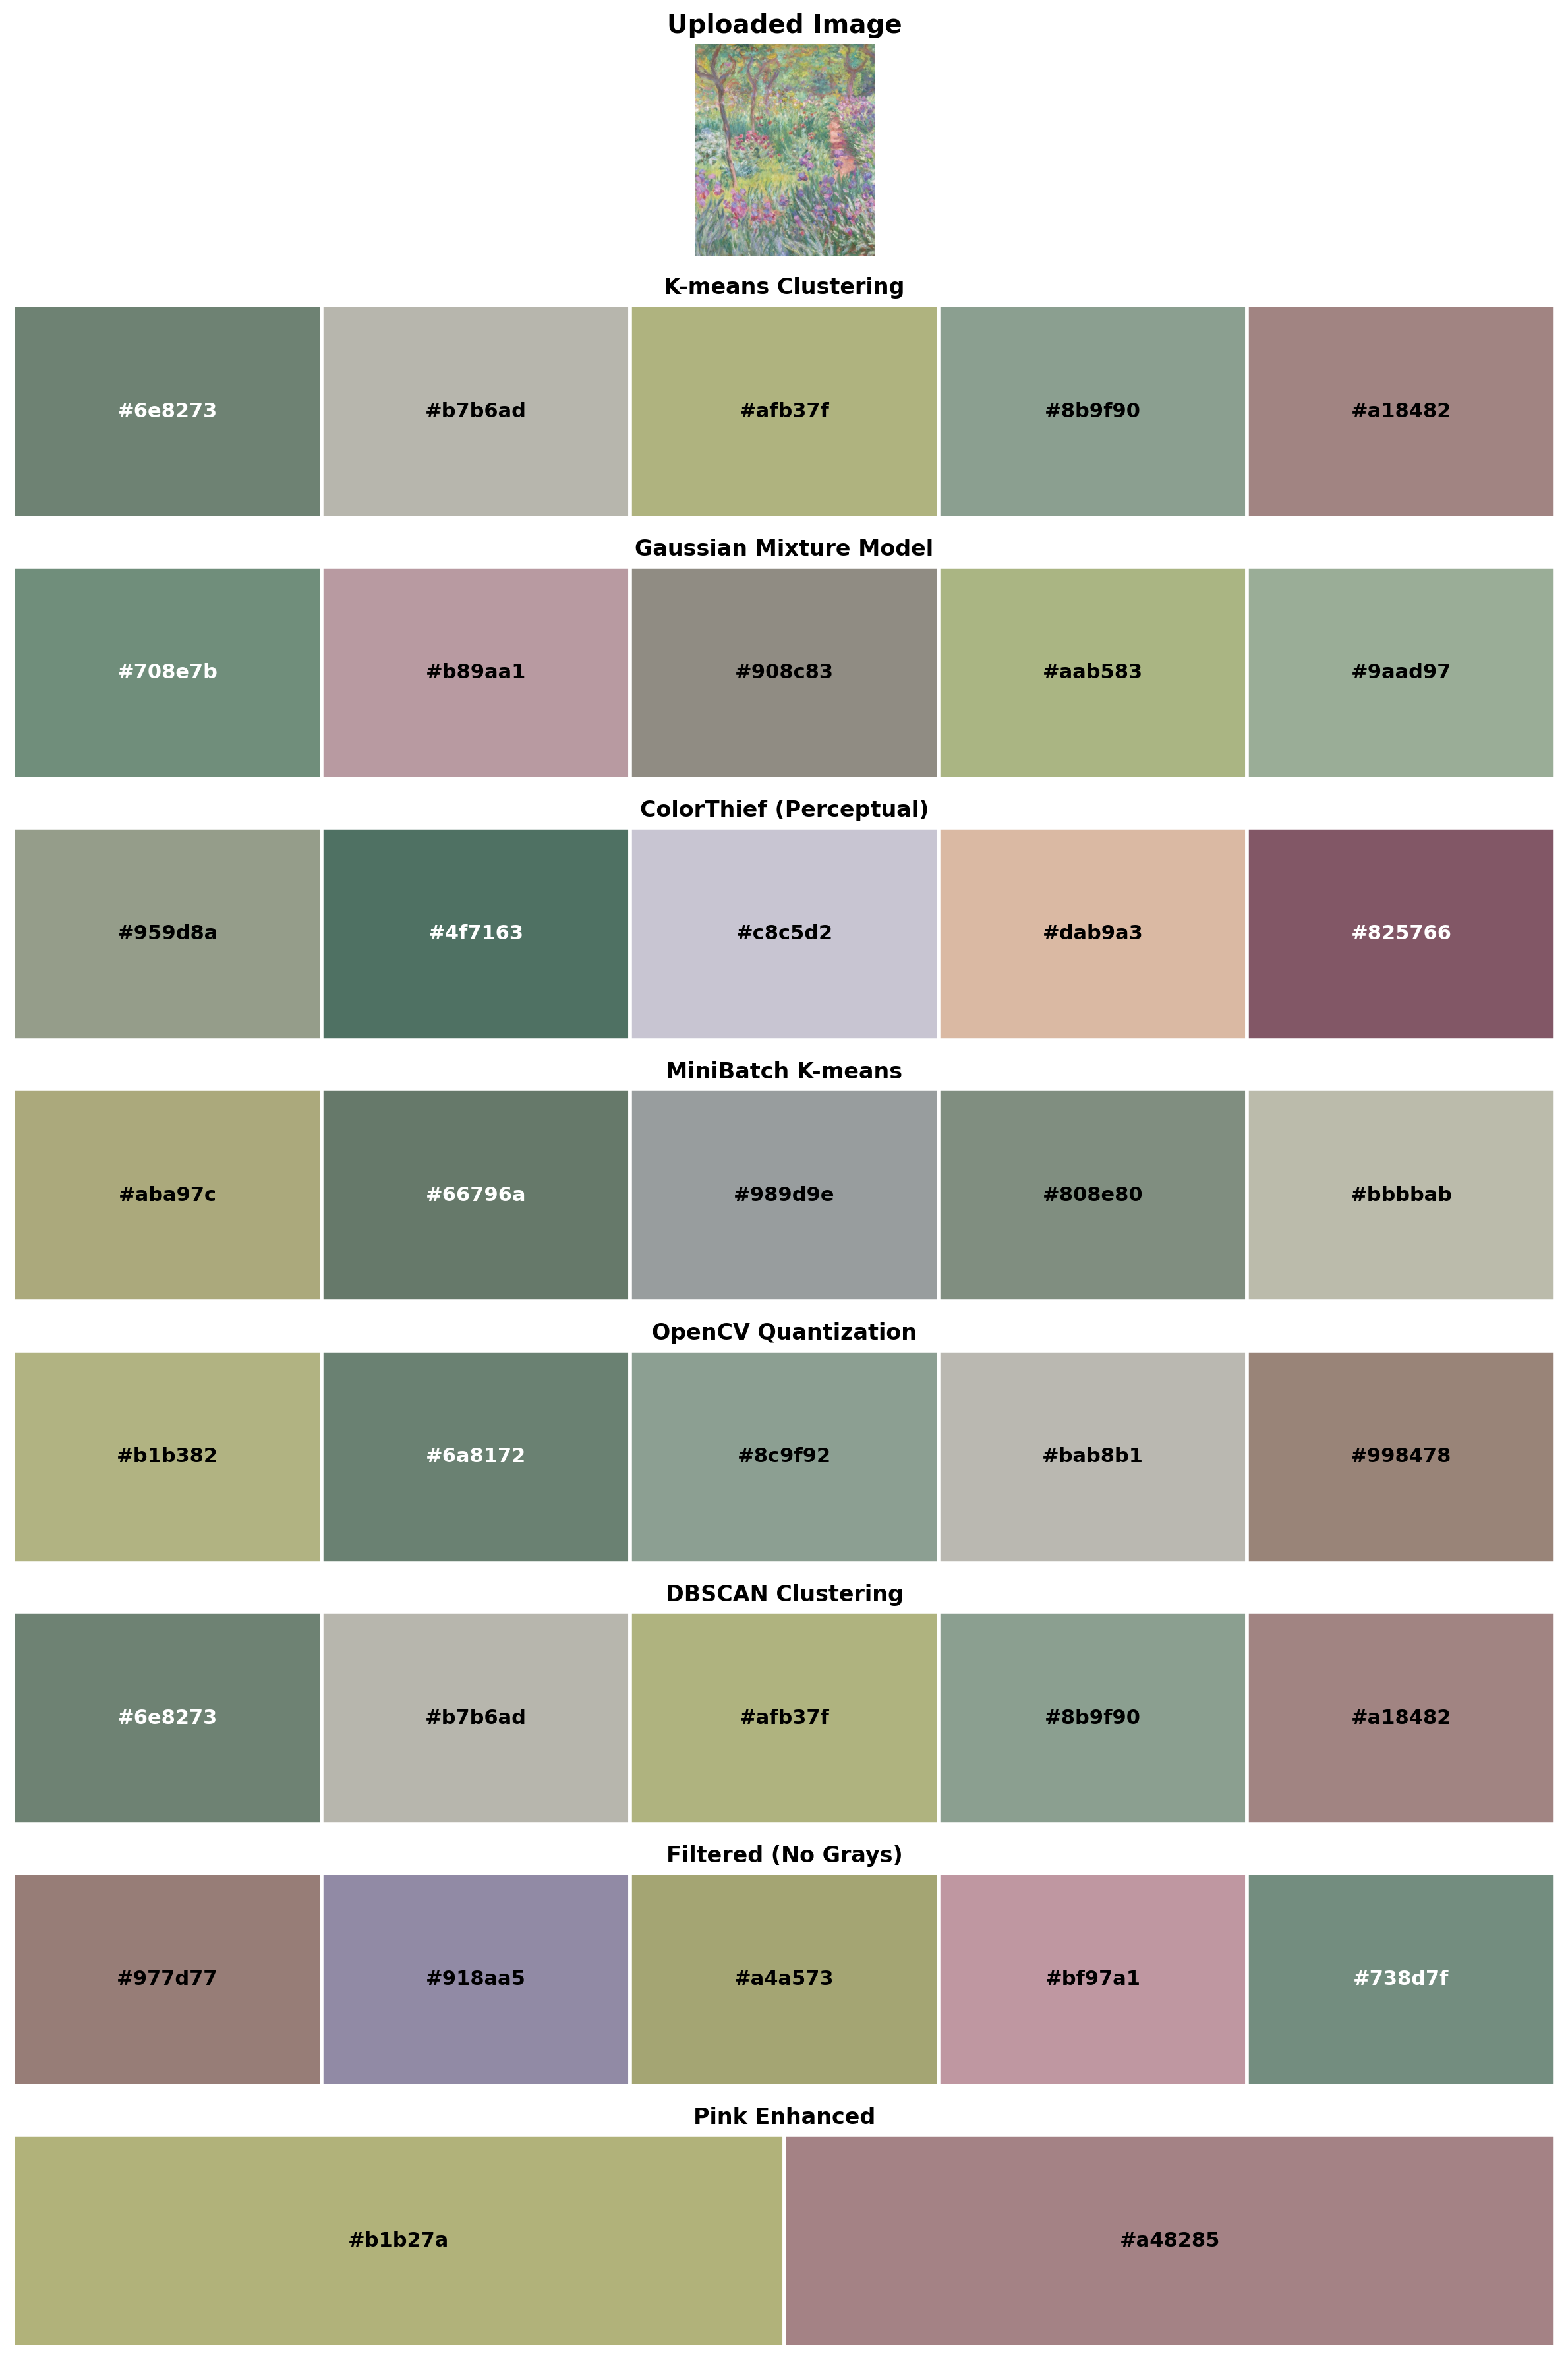 Uploaded Image
K-means Clustering
#6e8273 #b7b6ad #afb37f #8b9f90 #a18482
Gaussian Mixture Model
#708e7b #b89aa1 #908c83 #aab583 #9aad97
ColorThief (Perceptual)
#959d8a #4f7163 #c8c5d2 #dab9a3 #825766
MiniBatch K-means
#aba97c #66796a #989d9e #808e80 #bbbbab
OpenCV Quantization
#b1b382 #6a8172 #8c9f92 #bab8b1 #998478
DBSCAN Clustering
#6e8273 #b7b6ad #afb37f #8b9f90 #a18482
Filtered (No Grays)
#977d77 #918aa5 #a4a573 #bf97a1 #738d7f
Pink Enhanced
#b1b27a #a48285